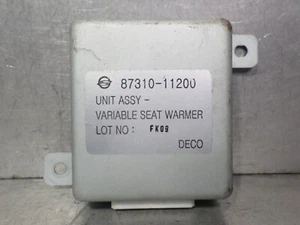 87310-11200
UNIT ASSY -
VARIABLE SEAT WARMER
LOT NO : FK09
DECO